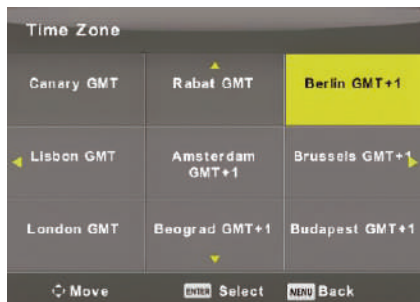 Time Zone
Canary GMT
Rabat GMT
Berlin GMT+1
Lisbon GMT
Amsterdam
GMT+1
Brussels GMT+1
London GMT
Beograd GMT+1
Budapest GMT+1
Move
ENTER Select
MENU Back